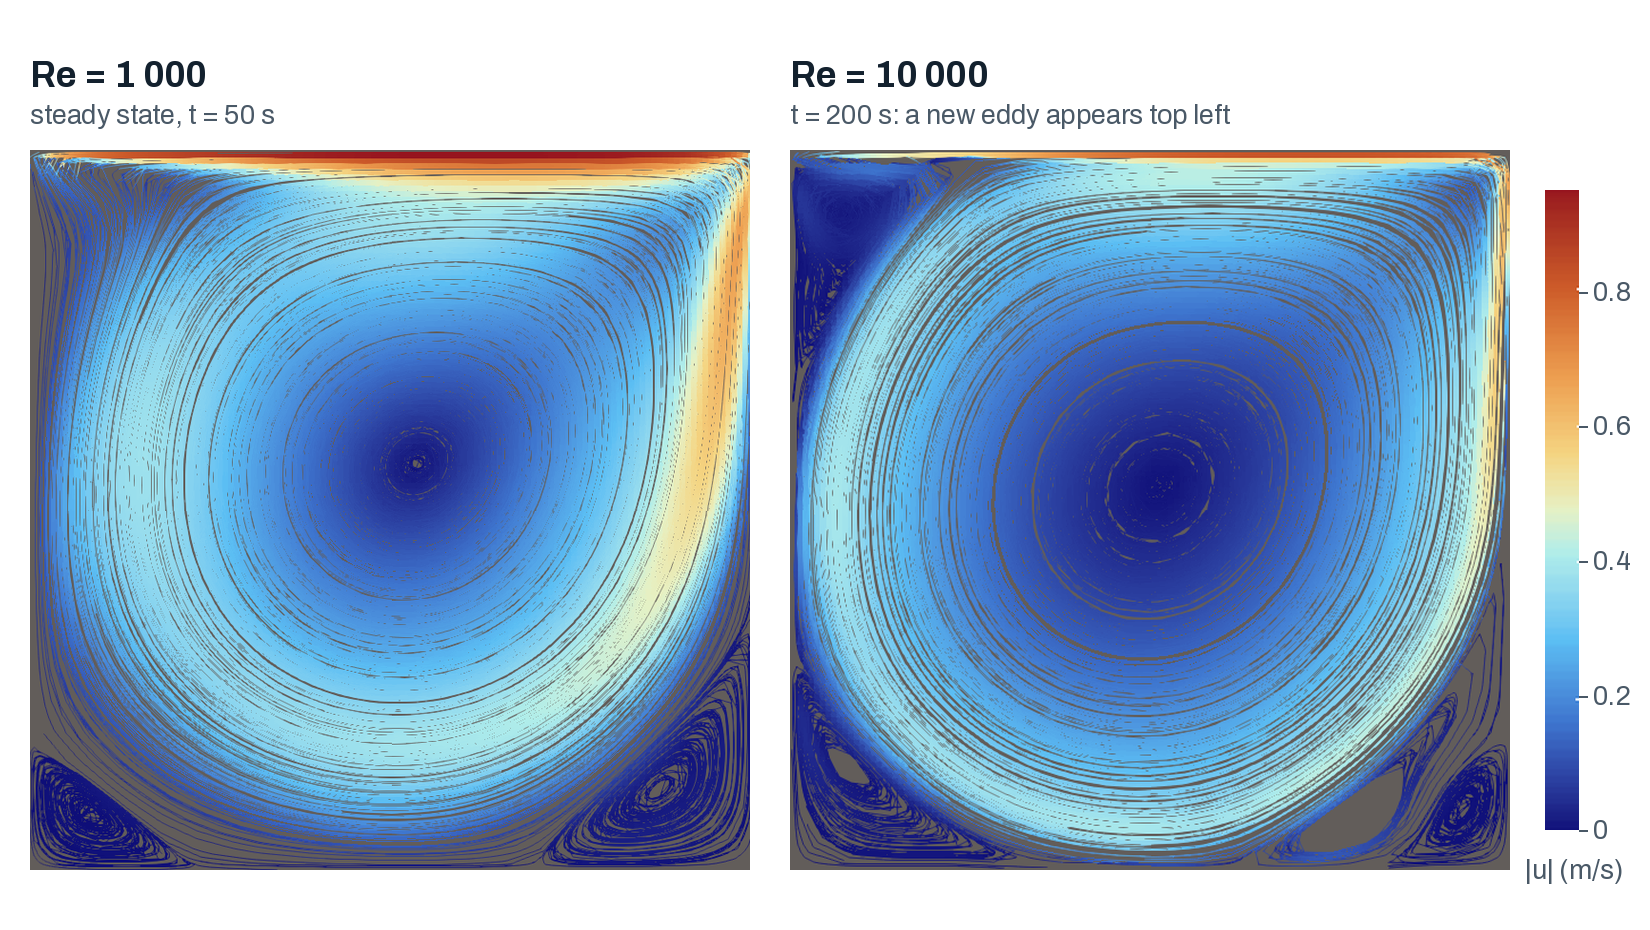 Re = 1 000
steady state, t = 50 s
Re = 10 000
t = 200 s: a new eddy appears top left
0.8
0.6
0.4
0.2
0
|u| (m/s)